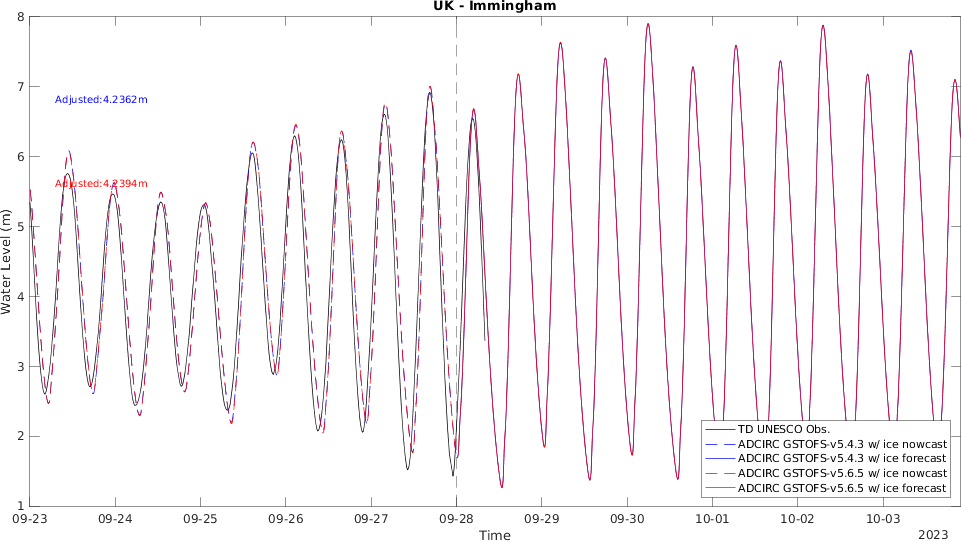 UK - Immingham
8
7
6
5
4
3
2
1
Water Level (m)
Adjusted:4.2362m
Adjusted:4.2394m
TD UNESCO Obs.
ADCIRC GSTOFS-v5.4.3 w/ ice nowcast
ADCIRC GSTOFS-v5.4.3 w/ ice forecast
ADCIRC GSTOFS-v5.6.5 w/ ice nowcast
ADCIRC GSTOFS-v5.6.5 w/ ice forecast
09-23 09-24 09-25 09-26 09-27 09-28 09-29 09-30 10-01 10-02 10-03
Time
2023